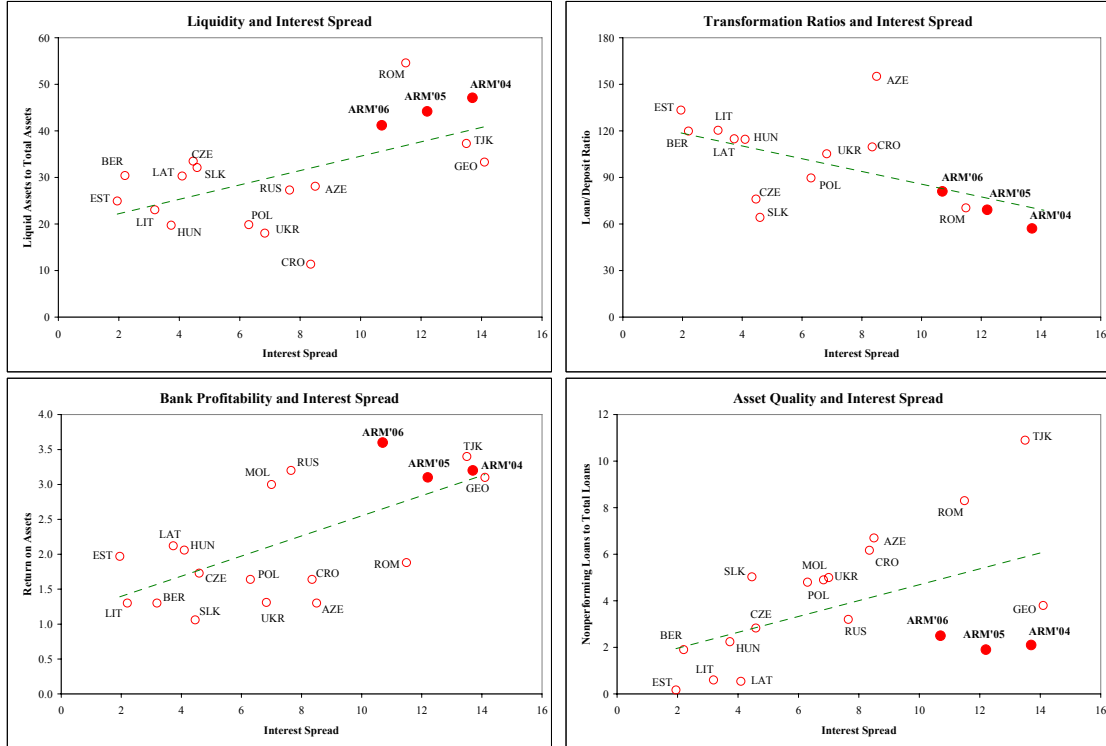 Liquidity and Interest Spread
Liquid Assets to Total Assets
60
50
40
30
20
10
0
ROM
ARM'04
ARM'05
ARM'06
TJK
GEO
BER
CZE
LAT
SLK
EST
RUS
AZE
LIT
HUN
POL
UKR
CRO
0 2 4 6 8 10 12 14 16
Interest Spread
Transformation Ratios and Interest Spread
Loan/Deposit Ratio
180
150
120
90
60
30
0
AZE
EST
LIT
BER
LAT
HUN
UKR
CRO
POL
CZE
SLK
ARM'06
ARM'05
ROM
ARM'04
0 2 4 6 8 10 12 14 16
Interest Spread
Bank Profitability and Interest Spread
Return on Assets
4.0
3.5
3.0
2.5
2.0
1.5
1.0
0.5
0.0
ARM'06
TJK
RUS
MOL
ARM'05
ARM'04
GEO
LAT
HUN
EST
CZE
POL
CRO
ROM
LIT
BER
SLK
UKR
AZE
0 2 4 6 8 10 12 14 16
Interest Spread
Asset Quality and Interest Spread
Nonperforming Loans to Total Loans
12
10
8
6
4
2
0
TJK
ROM
AZE
CRO
SLK
MOL
UKR
POL
GEO
CZE
RUS
ARM'06
ARM'05
ARM'04
BER
HUN
LIT
EST
LAT
0 2 4 6 8 10 12 14 16
Interest Spread